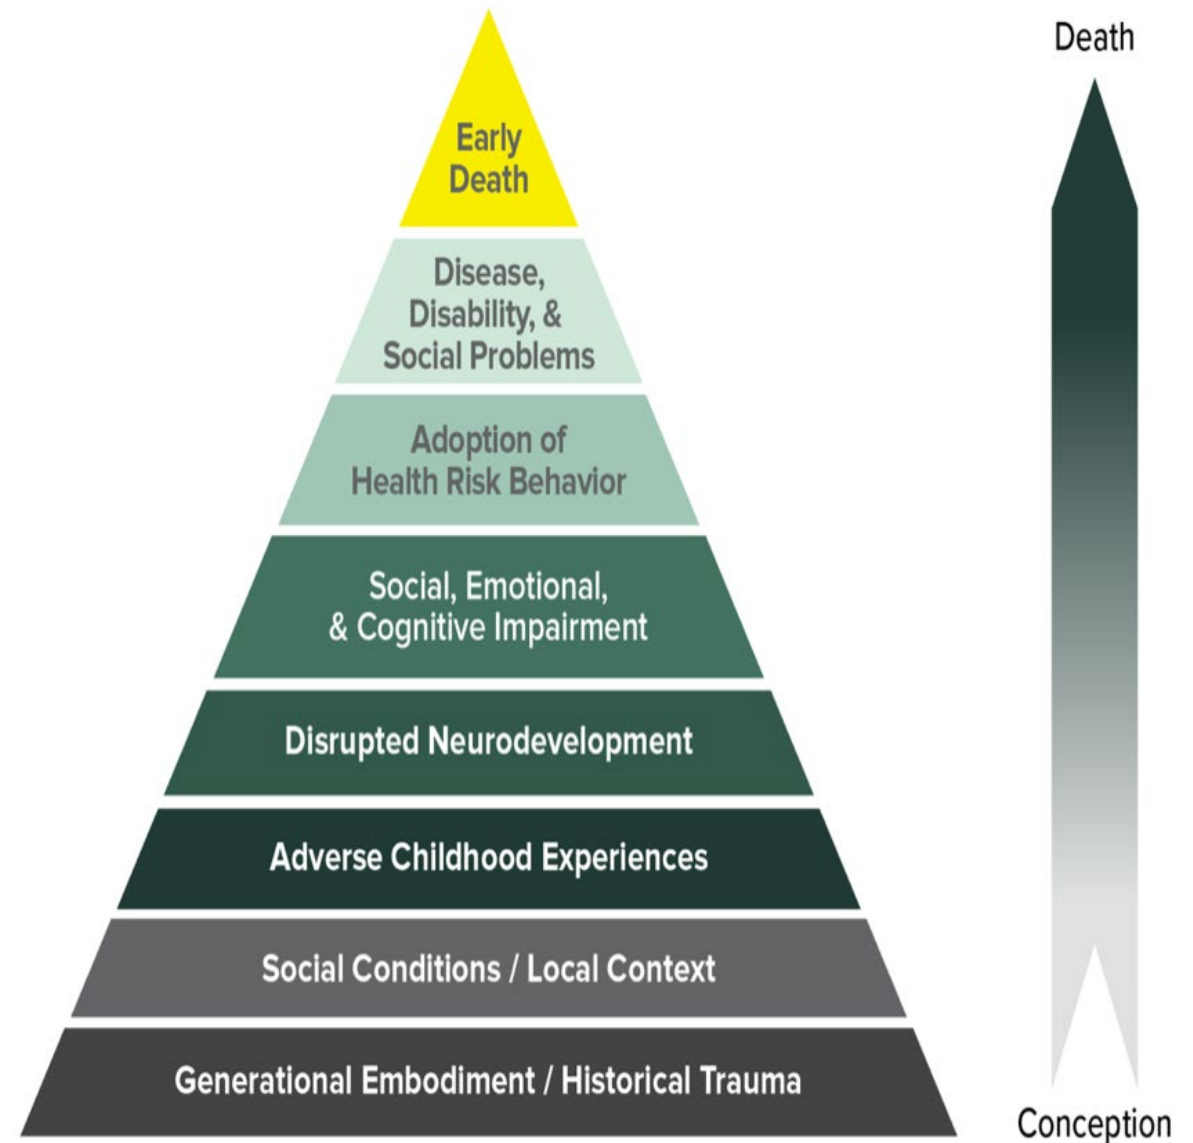 Death
Early
Death
Disease,
Disability, &
Social Problems
Adoption of
Health Risk Behavior
Social, Emotional,
& Cognitive Impairment
Disrupted Neurodevelopment
Adverse Childhood Experiences
Social Conditions / Local Context
Generational Embodiment / Historical Trauma
Conception